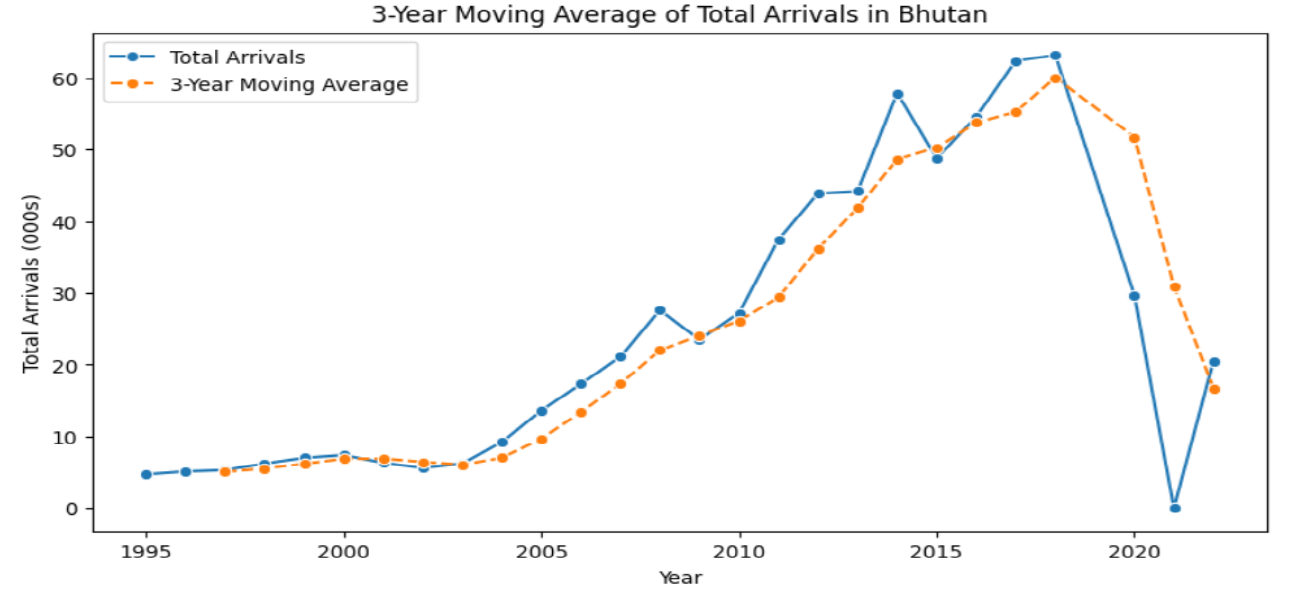 3-Year Moving Average of Total Arrivals in Bhutan
Total Arrivals
3-Year Moving Average
Total Arrivals (000s)
60
50
40
30
20
10
0
1995
2000
2005
2010
2015
2020
Year